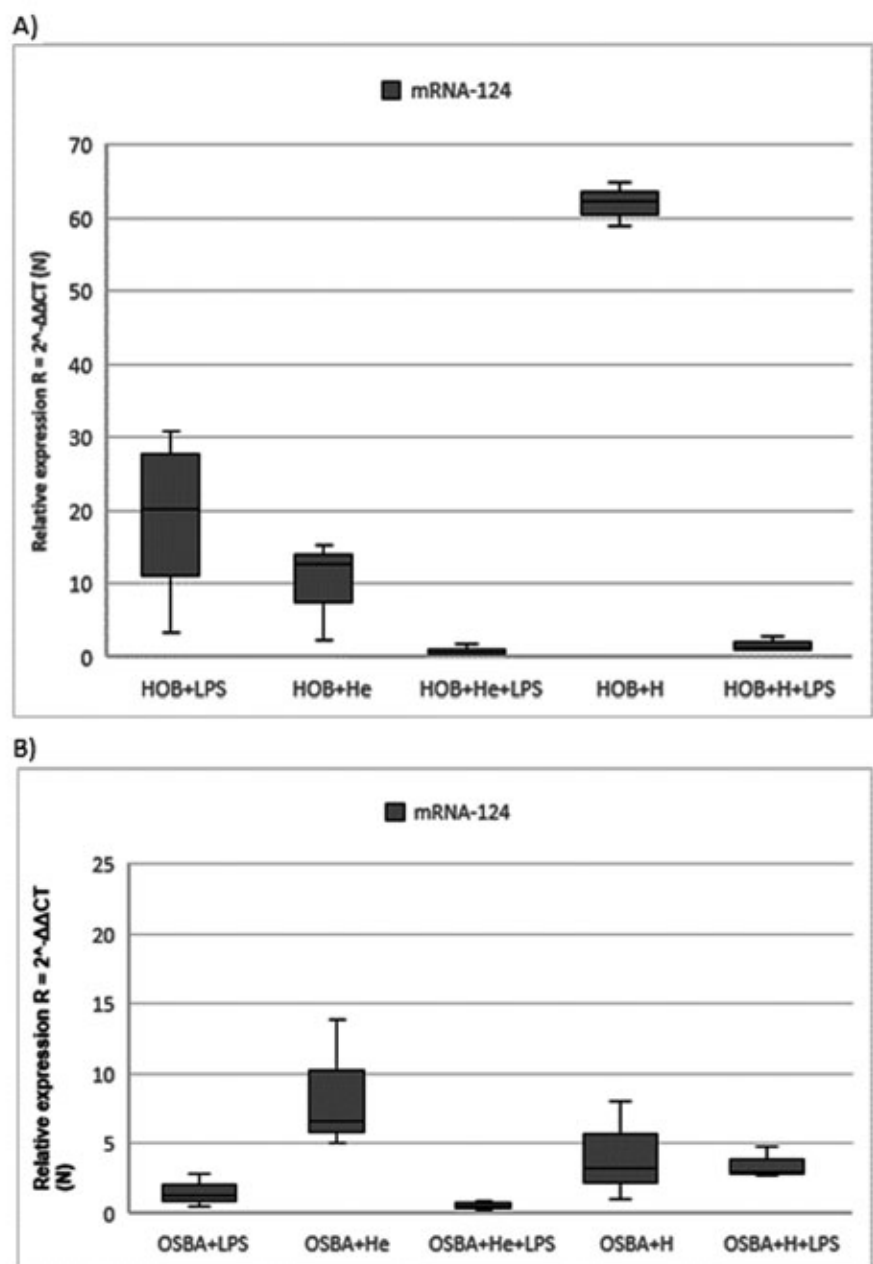 A)
mRNA-124
Relative expression R = 2^-ΔΔCT (N)
70
60
50
40
30
20
10
0
HOB+LPS HOB+He HOB+He+LPS HOB+H HOB+H+LPS
B)
mRNA-124
Relative expression R = 2^-ΔΔCT
(N)
25
20
15
10
5
0
OSBA+LPS OSBA+He OSBA+He+LPS OSBA+H OSBA+H+LPS